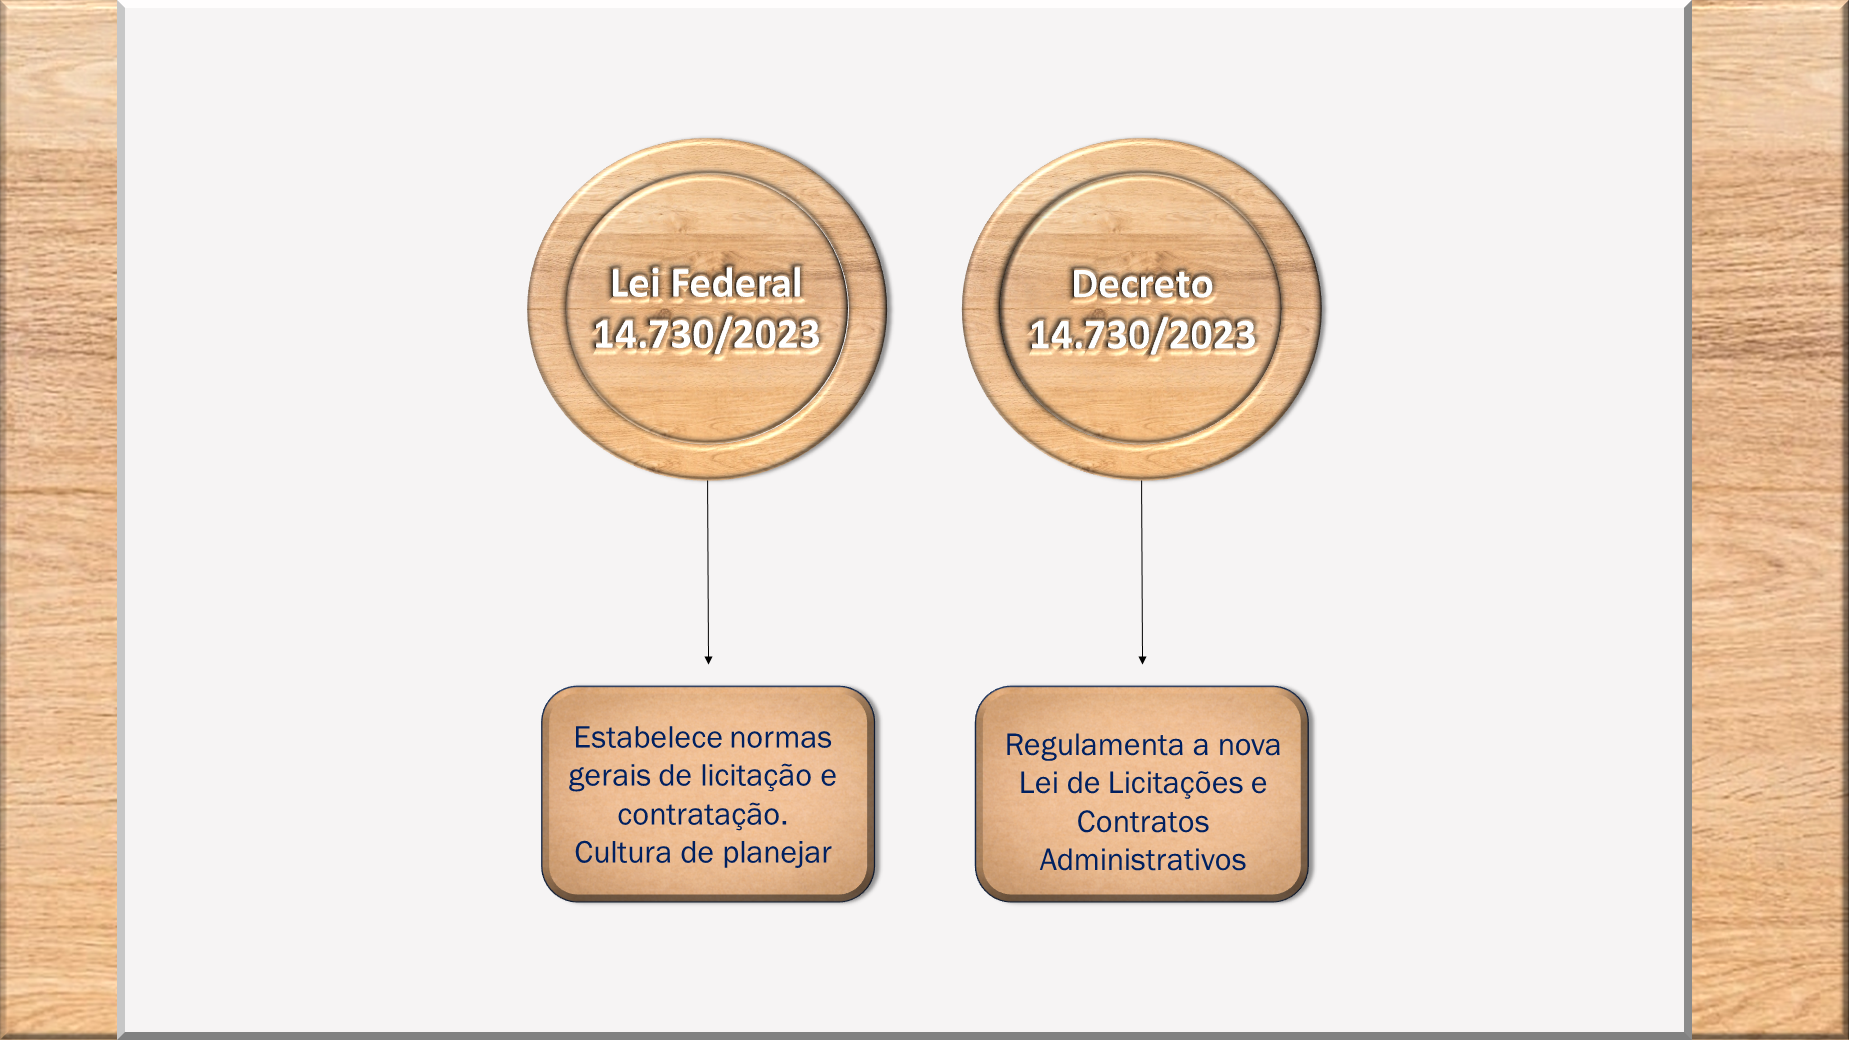 Lei Federal
14.730/2023
Decreto
14.730/2023
Estabelece normas
gerais de licitação e
contratação.
Cultura de planejar
Regulamenta a nova
Lei de Licitações e
Contratos
Administrativos